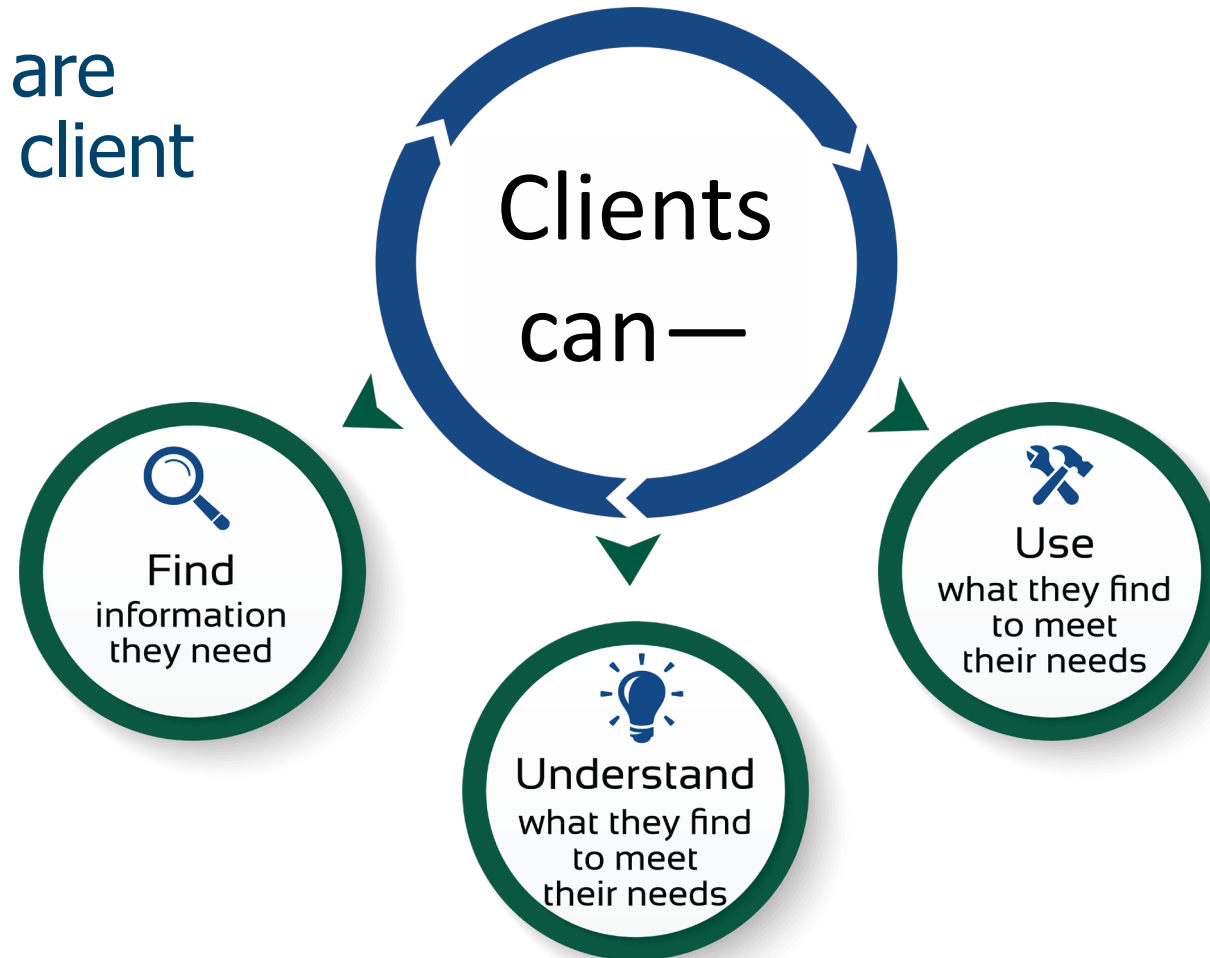 are
client
Clients
can—
Find
information
they need
Understand
what they find
to meet
their needs
Use
what they find
to meet
their needs